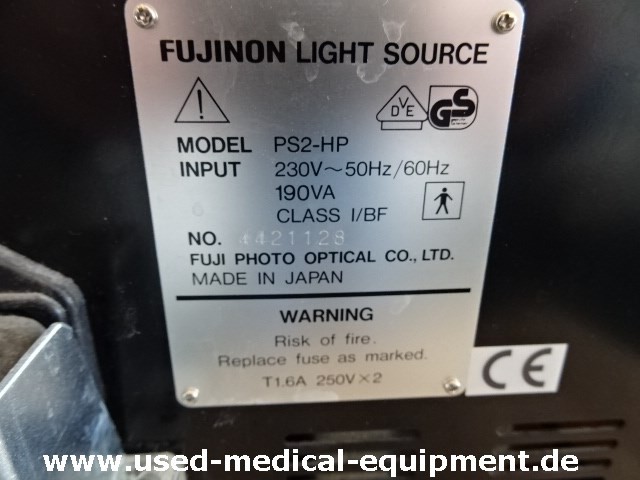 FUJINON LIGHT SOURCE
DVE GS
MODEL PS2-HP
INPUT 230V～50Hz/60Hz
190VA
CLASS I/BF
NO. 4421128
FUJI PHOTO OPTICAL CO., LTD.
MADE IN JAPAN
WARNING
Risk of fire.
Replace fuse as marked.
T1.6A 250V×2
CE
www.used-medical-equipment.de